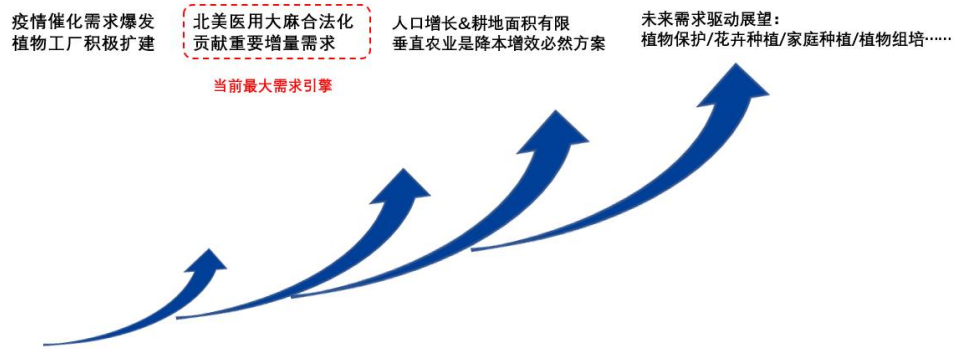 疫情催化需求爆发
植物工厂积极扩建
北美医用大麻合法化
贡献重要增量需求
当前最大需求引擎
人口增长&耕地面积有限
垂直农业是降本增效必然方案
未来需求驱动展望：
植物保护/花卉种植/家庭种植/植物组培……